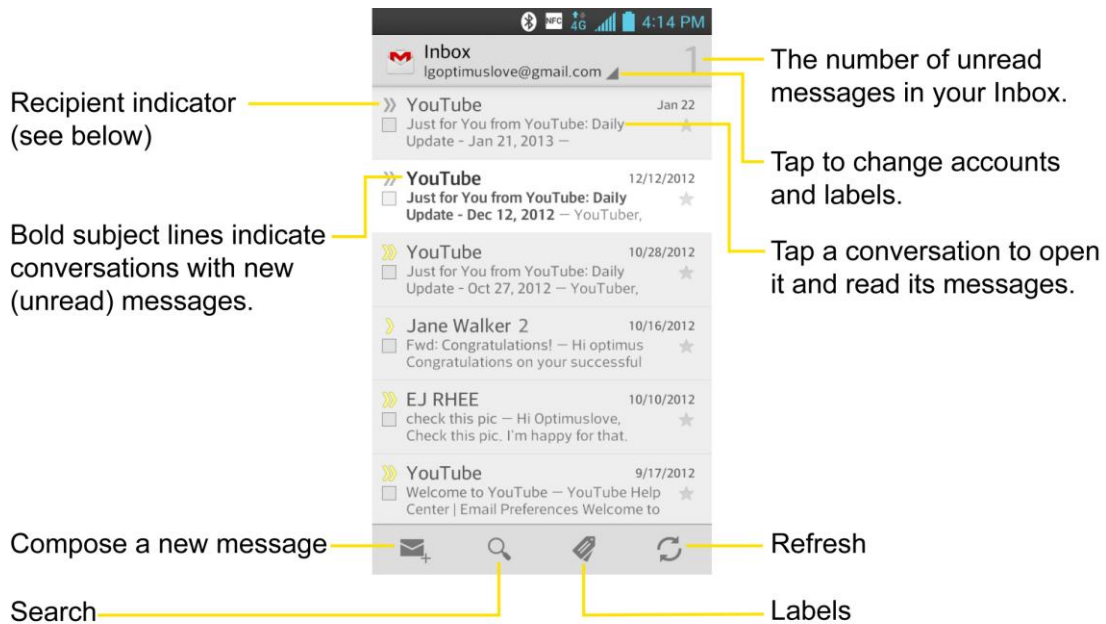 NFC 4G 4:14 PM
Inbox
lgoptimuslove@gmail.com
1
The number of unread
messages in your Inbox.
Recipient indicator
(see below)
YouTube Jan 22
Just for You from YouTube: Daily
Update - Jan 21, 2013 —
Tap to change accounts
and labels.
YouTube 12/12/2012
Just for You from YouTube: Daily
Update - Dec 12, 2012 — YouTuber,
Bold subject lines indicate
conversations with new
(unread) messages.
Tap a conversation to open
it and read its messages.
YouTube 10/28/2012
Just for You from YouTube: Daily
Update - Oct 27, 2012 — YouTuber,
Jane Walker 2 10/16/2012
Fwd: Congratulations! — Hi optimus
Congratulations on your successful
EJ RHEE 10/10/2012
check this pic — Hi Optimuslove,
Check this pic. I'm happy for that.
YouTube 9/17/2012
Welcome to YouTube — YouTube Help
Center | Email Preferences Welcome to
Compose a new message
Refresh
Search
Labels